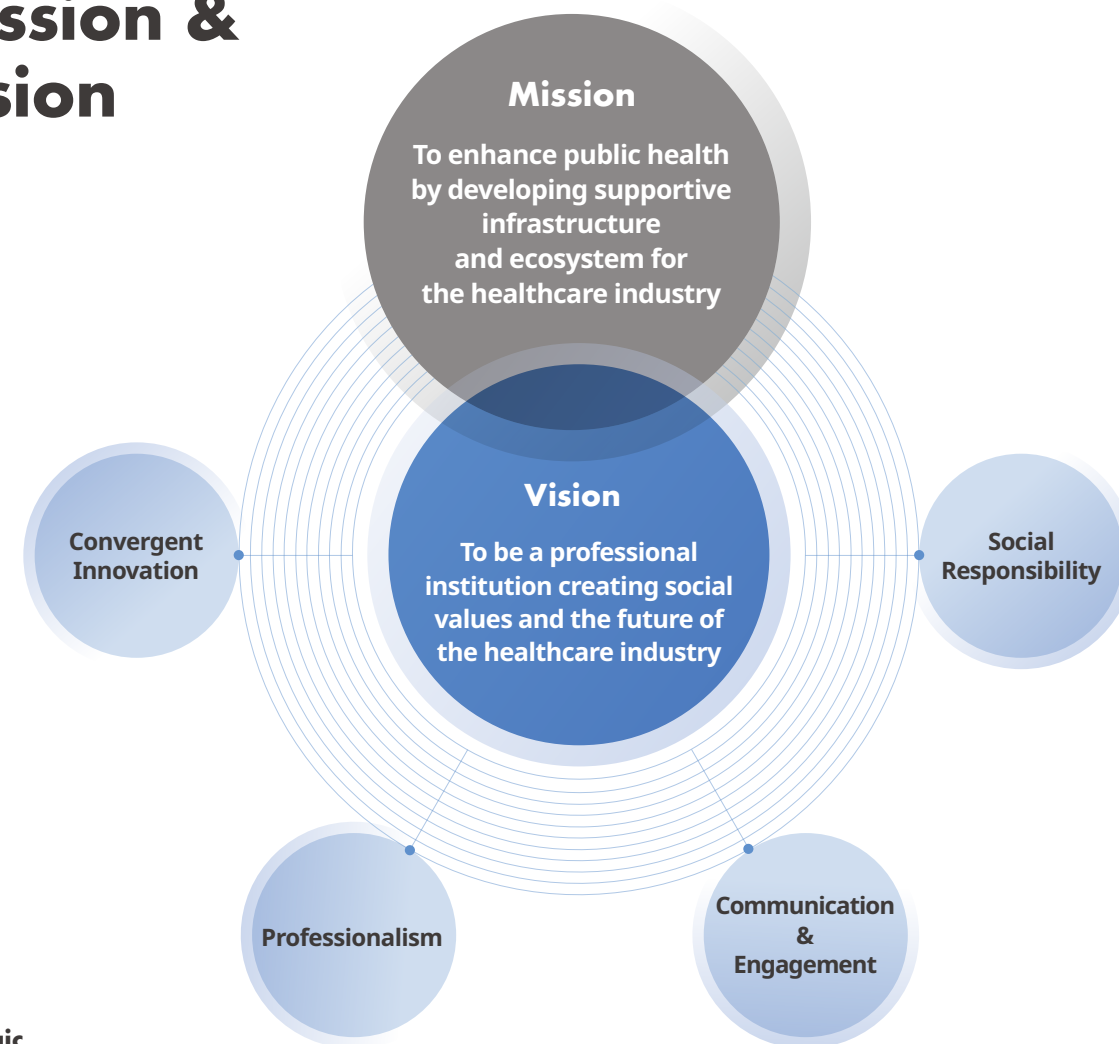 ssion &
sion
Mission
To enhance public health
by developing supportive
infrastructure
and ecosystem for
the healthcare industry
Vision
To be a professional
institution creating social
values and the future of
the healthcare industry
Convergent
Innovation
Social
Responsibility
Professionalism
Communication
&
Engagement